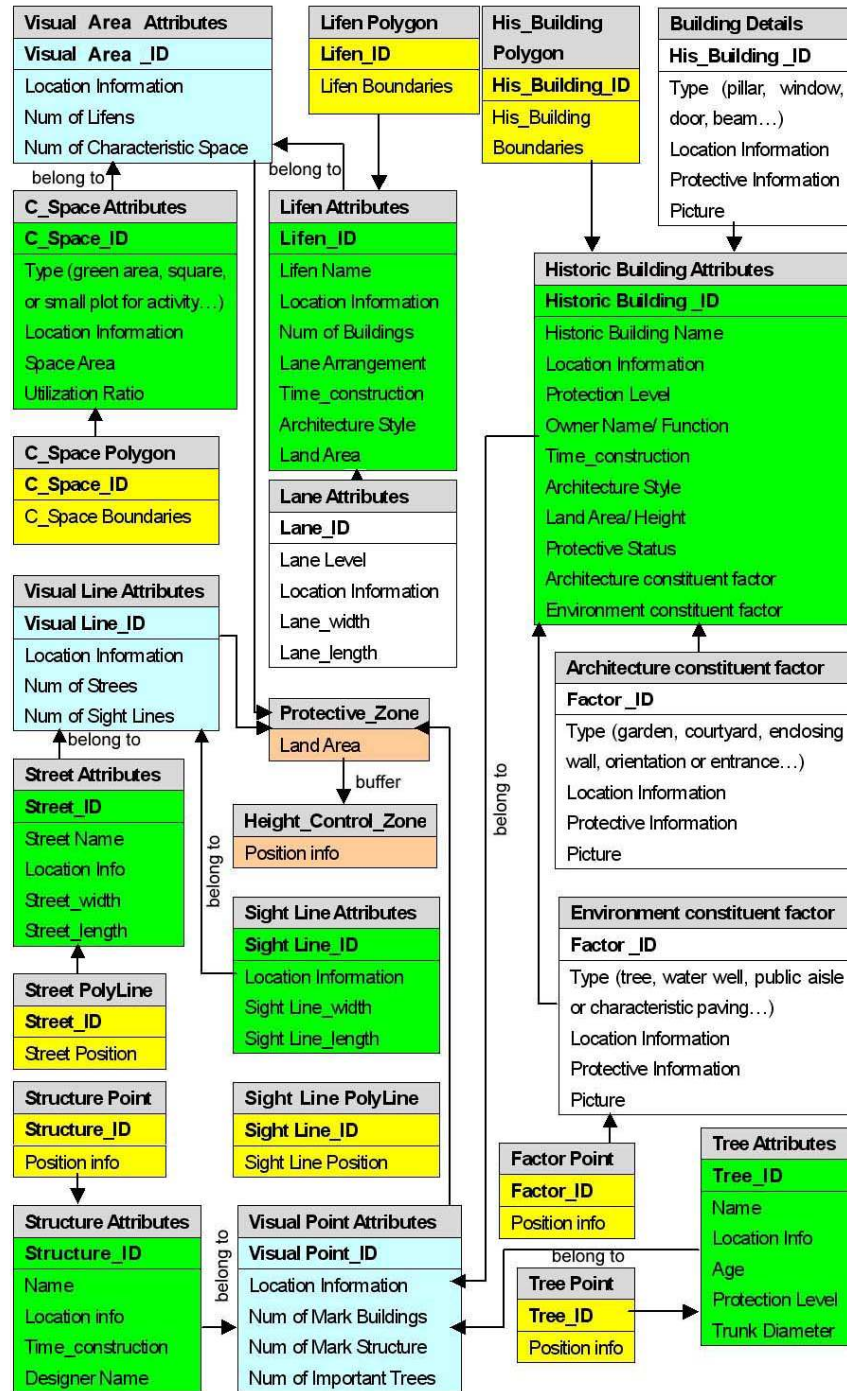 Visual Area Attributes
Visual Area _ID
Location Information
Num of Lifens
Num of Characteristic Space
belong to
belong to
Lifen Polygon
Lifen_ID
Lifen Boundaries
His_Building
Polygon
His_Building_ID
His_Building
Boundaries
Building Details
His_Building _ID
Type (pillar, window,
door, beam…)
Location Information
Protective Information
Picture
C_Space Attributes
C_Space_ID
Type (green area, square,
or small plot for activity…)
Location Information
Space Area
Utilization Ratio
Lifen Attributes
Lifen_ID
Lifen Name
Location Information
Num of Buildings
Lane Arrangement
Time_construction
Architecture Style
Land Area
Historic Building Attributes
Historic Building _ID
Historic Building Name
Location Information
Protection Level
Owner Name/ Function
Time_construction
Architecture Style
Land Area/ Height
Protective Status
Architecture constituent factor
Environment constituent factor
C_Space Polygon
C_Space_ID
C_Space Boundaries
Lane Attributes
Lane_ID
Lane Level
Location Information
Lane_width
Lane_length
Visual Line Attributes
Visual Line_ID
Location Information
Num of Strees
Num of Sight Lines
belong to
Protective_Zone
Land Area
buffer
Height_Control_Zone
Position info
Architecture constituent factor
Factor _ID
Type (garden, courtyard, enclosing
wall, orientation or entrance…)
Location Information
Protective Information
Picture
belong to
Street Attributes
Street_ID
Street Name
Location Info
Street_width
Street_length
belong to
Sight Line Attributes
Sight Line_ID
Location Information
Sight Line_width
Sight Line_length
Environment constituent factor
Factor _ID
Type (tree, water well, public aisle
or characteristic paving…)
Location Information
Protective Information
Picture
Street PolyLine
Street_ID
Street Position
Structure Point
Structure_ID
Position info
Sight Line PolyLine
Sight Line_ID
Sight Line Position
Factor Point
Factor_ID
Position info
Tree Attributes
Tree_ID
Name
Location Info
Age
Protection Level
Trunk Diameter
belong to
Tree Point
Tree_ID
Position info
Structure Attributes
Structure_ID
Name
Location info
Time_construction
Designer Name
belong to
Visual Point Attributes
Visual Point_ID
Location Information
Num of Mark Buildings
Num of Mark Structure
Num of Important Trees